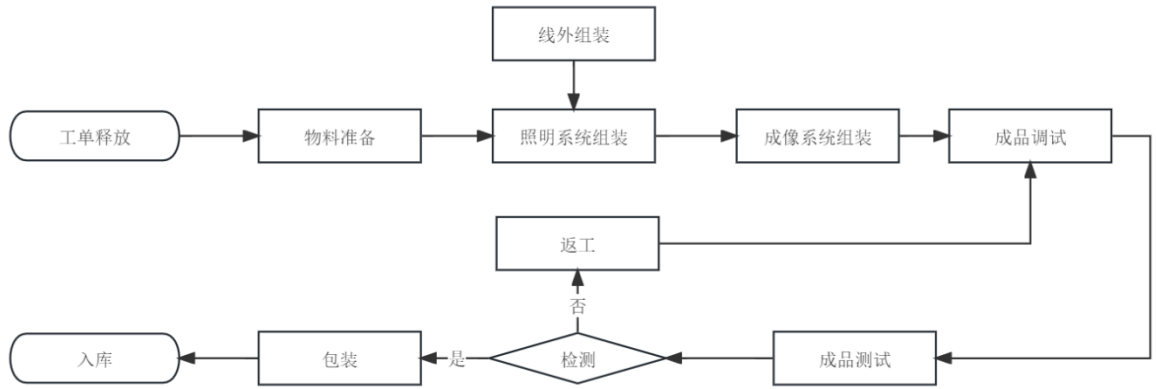 线外组装
工单释放
物料准备
照明系统组装
成像系统组装
成品调试
返工
否
入库
包装
是
检测
成品测试